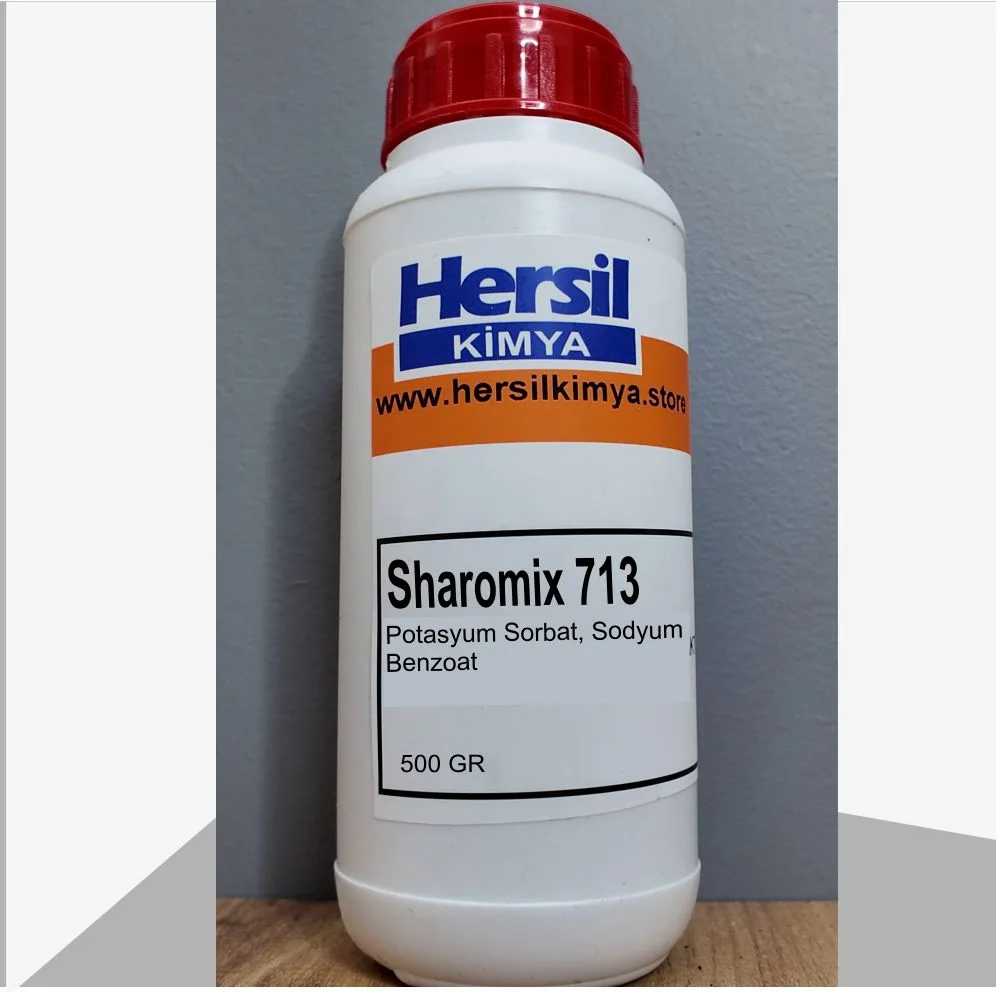 Hersil
KİMYA
www.hersilkimya.store
Sharomix 713
Potasyum Sorbat, Sodyum
Benzoat
500 GR